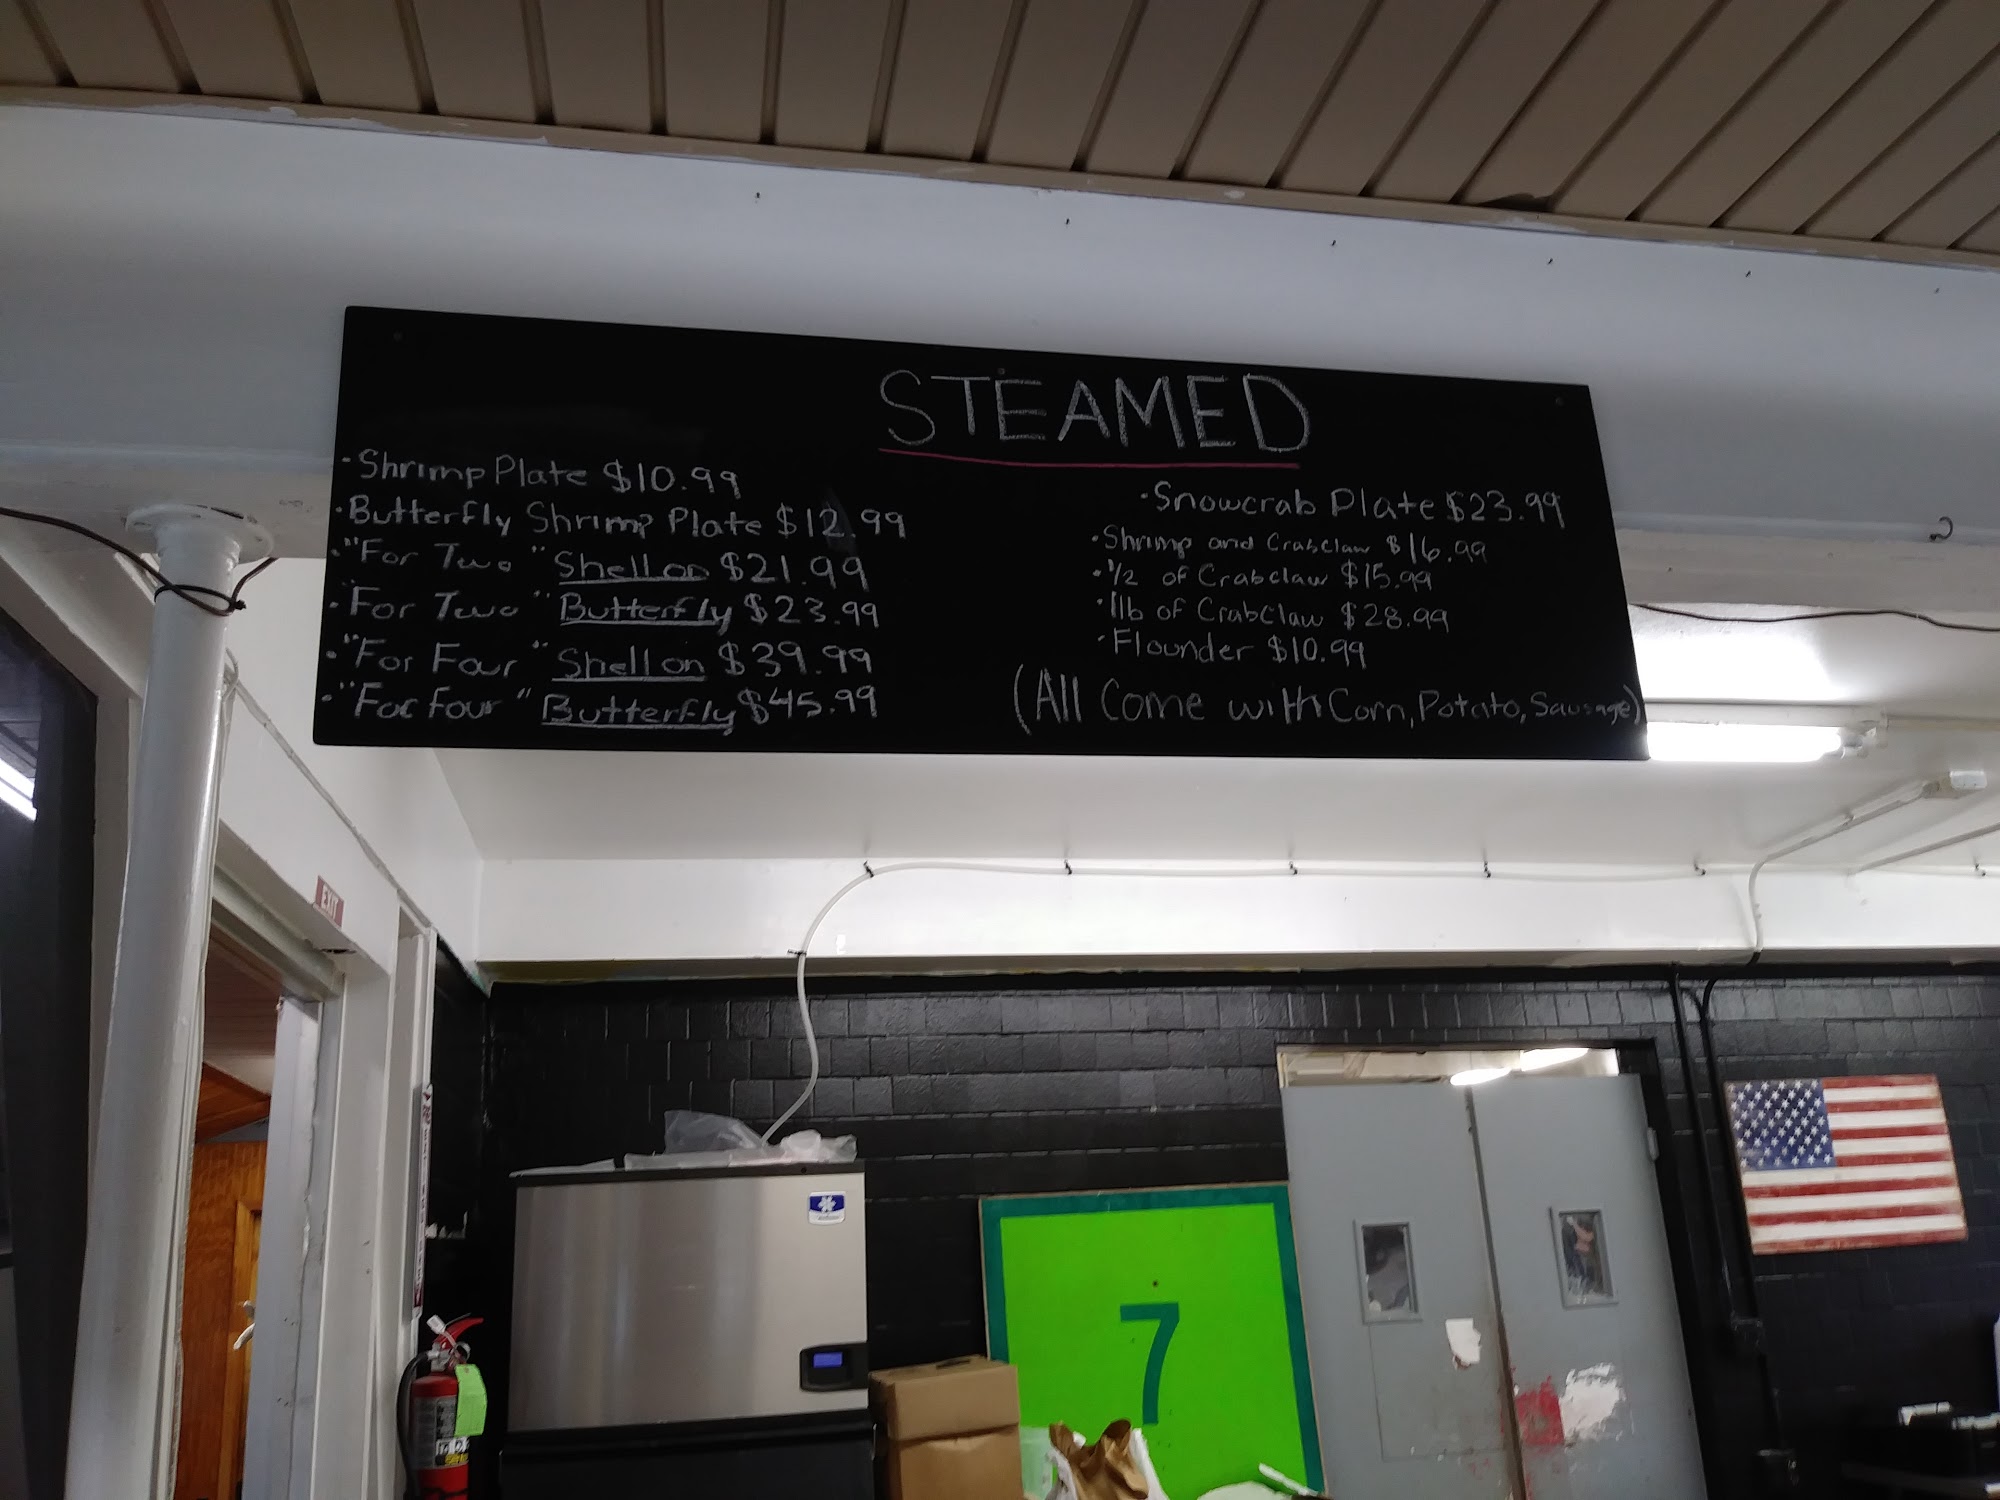 STEAMED
·Shrimp Plate $10.99
·Butterfly Shrimp Plate $12.99
·"For Two" Shell on $21.99
·"For Two" Butterfly $23.99
·"For Four" Shell on $39.99
·"For Four" Butterfly $45.99
·Snowcrab Plate $23.99
·Shrimp and Crabclaw $16.99
·1/2 of Crabclaw $15.99
·1lb of Crabclaw $28.99
·Flounder $10.99
(All Come with Corn, Potato, Sausage)
EXIT
7